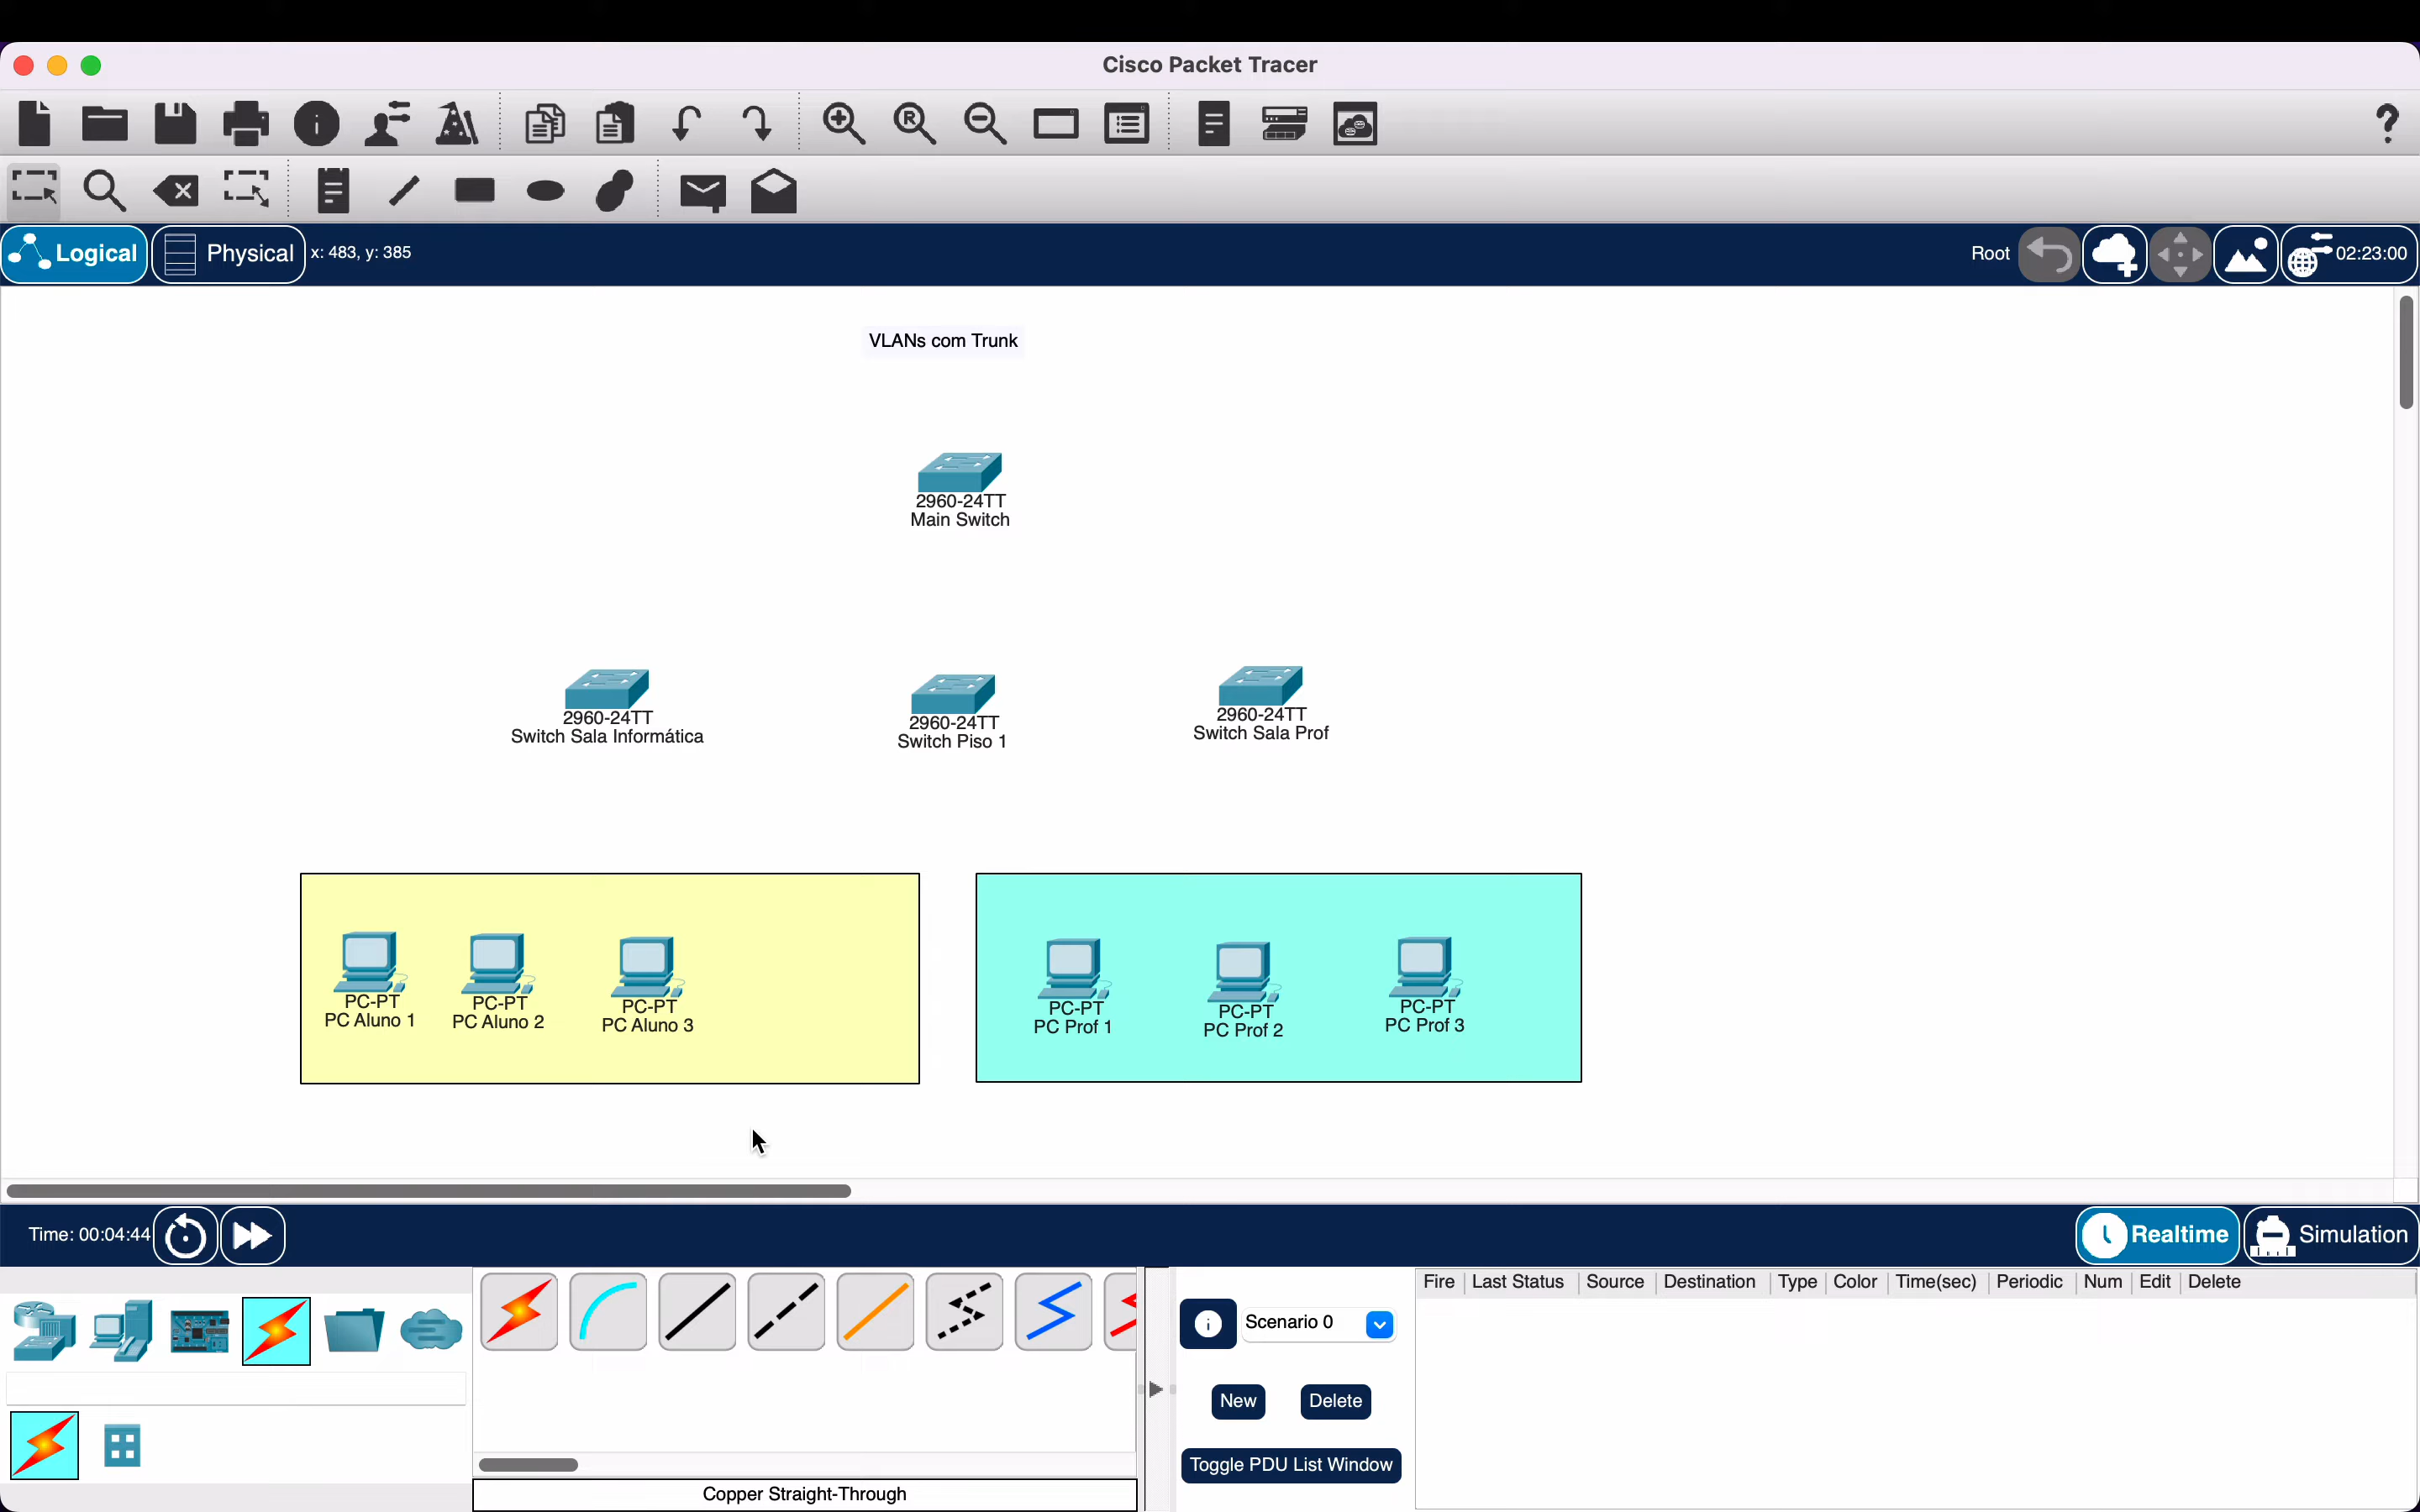 Cisco Packet Tracer
R
Logical
Physical
x: 483, y: 385
Root
02:23:00
VLANs com Trunk
2960-24TT
Main Switch
2960-24TT
Switch Sala Informática
2960-24TT
Switch Piso 1
2960-24TT
Switch Sala Prof
PC-PT
PC Aluno 1
PC-PT
PC Aluno 2
PC-PT
PC Aluno 3
PC-PT
PC Prof 1
PC-PT
PC Prof 2
PC-PT
PC Prof 3
Time: 00:04:44
Realtime
Simulation
Fire Last Status Source Destination Type Color Time(sec) Periodic Num Edit Delete
Scenario 0
New
Delete
Toggle PDU List Window
Copper Straight-Through